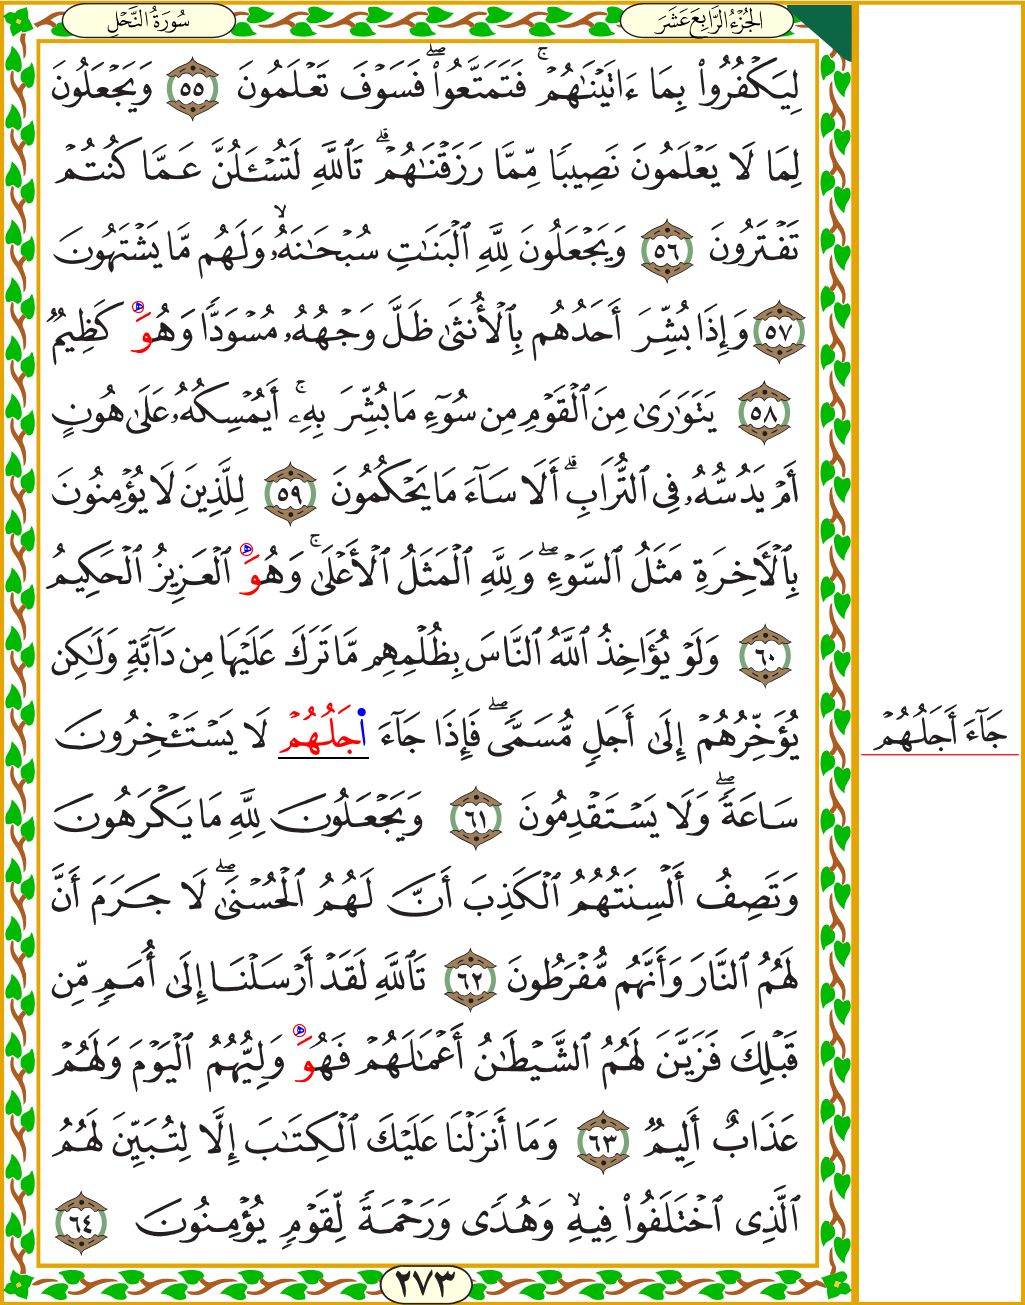 سُورَةُ النَّحْلِ
الجُزْءُ الرَّابِعَ عَشَرَ
لِيَكْفُرُوا۟ بِمَآ ءَاتَيْنَٰهُمْ ۚ فَتَمَتَّعُوا۟ ۖ فَسَوْفَ تَعْلَمُونَ ٥٥ وَيَجْعَلُونَ
لِمَا لَا يَعْلَمُونَ نَصِيبًا مِّمَّا رَزَقْنَٰهُمْ ۗ تَٱللَّهِ لَتُسْـَٔلُنَّ عَمَّا كُنتُمْ
تَفْتَرُونَ ٥٦ وَيَجْعَلُونَ لِلَّهِ ٱلْبَنَٰتِ سُبْحَٰنَهُۥ ۙ وَلَهُم مَّا يَشْتَهُونَ
٥٧ وَإِذَا بُشِّرَ أَحَدُهُم بِٱلْأُنثَىٰ ظَلَّ وَجْهُهُۥ مُسْوَدًّا وَهُوَ كَظِيمٌ
٥٨ يَتَوَٰرَىٰ مِنَ ٱلْقَوْمِ مِن سُوٓءِ مَا بُشِّرَ بِهِۦٓ ۚ أَيُمْسِكُهُۥ عَلَىٰ هُونٍ
أَمْ يَدُسُّهُۥ فِى ٱلتُّرَابِ ۗ أَلَا سَآءَ مَا يَحْكُمُونَ ٥٩ لِلَّذِينَ لَا يُؤْمِنُونَ
بِٱلْـَٔاخِرَةِ مَثَلُ ٱلسَّوْءِ ۖ وَلِلَّهِ ٱلْمَثَلُ ٱلْأَعْلَىٰ ۚ وَهُوَ ٱلْعَزِيزُ ٱلْحَكِيمُ
٦٠ وَلَوْ يُؤَاخِذُ ٱللَّهُ ٱلنَّاسَ بِظُلْمِهِم مَّا تَرَكَ عَلَيْهَا مِن دَآبَّةٍ وَلَٰكِن
يُؤَخِّرُهُمْ إِلَىٰٓ أَجَلٍ مُّسَمًّى ۖ فَإِذَا جَآءَ أَجَلُهُمْ لَا يَسْتَـْٔخِرُونَ
جَآءَ أَجَلُهُمْ
سَاعَةً ۖ وَلَا يَسْتَقْدِمُونَ ٦١ وَيَجْعَلُونَ لِلَّهِ مَا يَكْرَهُونَ
وَتَصِفُ أَلْسِنَتُهُمُ ٱلْكَذِبَ أَنَّ لَهُمُ ٱلْحُسْنَىٰ ۖ لَا جَرَمَ أَنَّ
لَهُمُ ٱلنَّارَ وَأَنَّهُم مُّفْرَطُونَ ٦٢ تَٱللَّهِ لَقَدْ أَرْسَلْنَآ إِلَىٰٓ أُمَمٍ مِّن
قَبْلِكَ فَزَيَّنَ لَهُمُ ٱلشَّيْطَٰنُ أَعْمَٰلَهُمْ فَهُوَ وَلِيُّهُمُ ٱلْيَوْمَ وَلَهُمْ
عَذَابٌ أَلِيمٌ ٦٣ وَمَآ أَنزَلْنَا عَلَيْكَ ٱلْكِتَٰبَ إِلَّا لِتُبَيِّنَ لَهُمُ
ٱلَّذِى ٱخْتَلَفُوا۟ فِيهِ ۙ وَهُدًى وَرَحْمَةً لِّقَوْمٍ يُؤْمِنُونَ ٦٤
٢٧٣